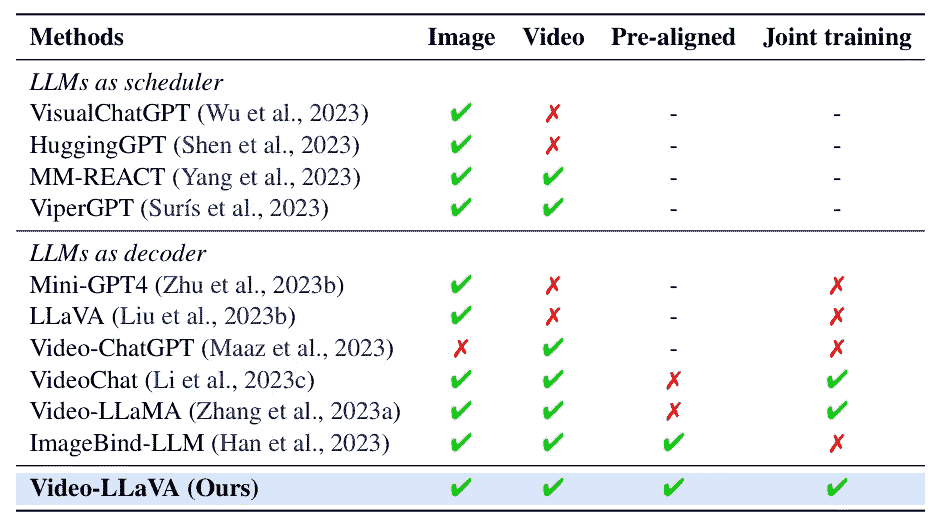 Methods Image Video Pre-aligned Joint training
LLMs as scheduler
VisualChatGPT (Wu et al., 2023) ✔ ✗ - -
HuggingGPT (Shen et al., 2023) ✔ ✗ - -
MM-REACT (Yang et al., 2023) ✔ ✔ - -
ViperGPT (Surís et al., 2023) ✔ ✔ - -
LLMs as decoder
Mini-GPT4 (Zhu et al., 2023b) ✔ ✗ - ✗
LLaVA (Liu et al., 2023b) ✔ ✗ - ✗
Video-ChatGPT (Maaz et al., 2023) ✗ ✔ - ✗
VideoChat (Li et al., 2023c) ✔ ✔ ✗ ✔
Video-LLaMA (Zhang et al., 2023a) ✔ ✔ ✗ ✔
ImageBind-LLM (Han et al., 2023) ✔ ✔ ✔ ✗
Video-LLaVA (Ours) ✔ ✔ ✔ ✔